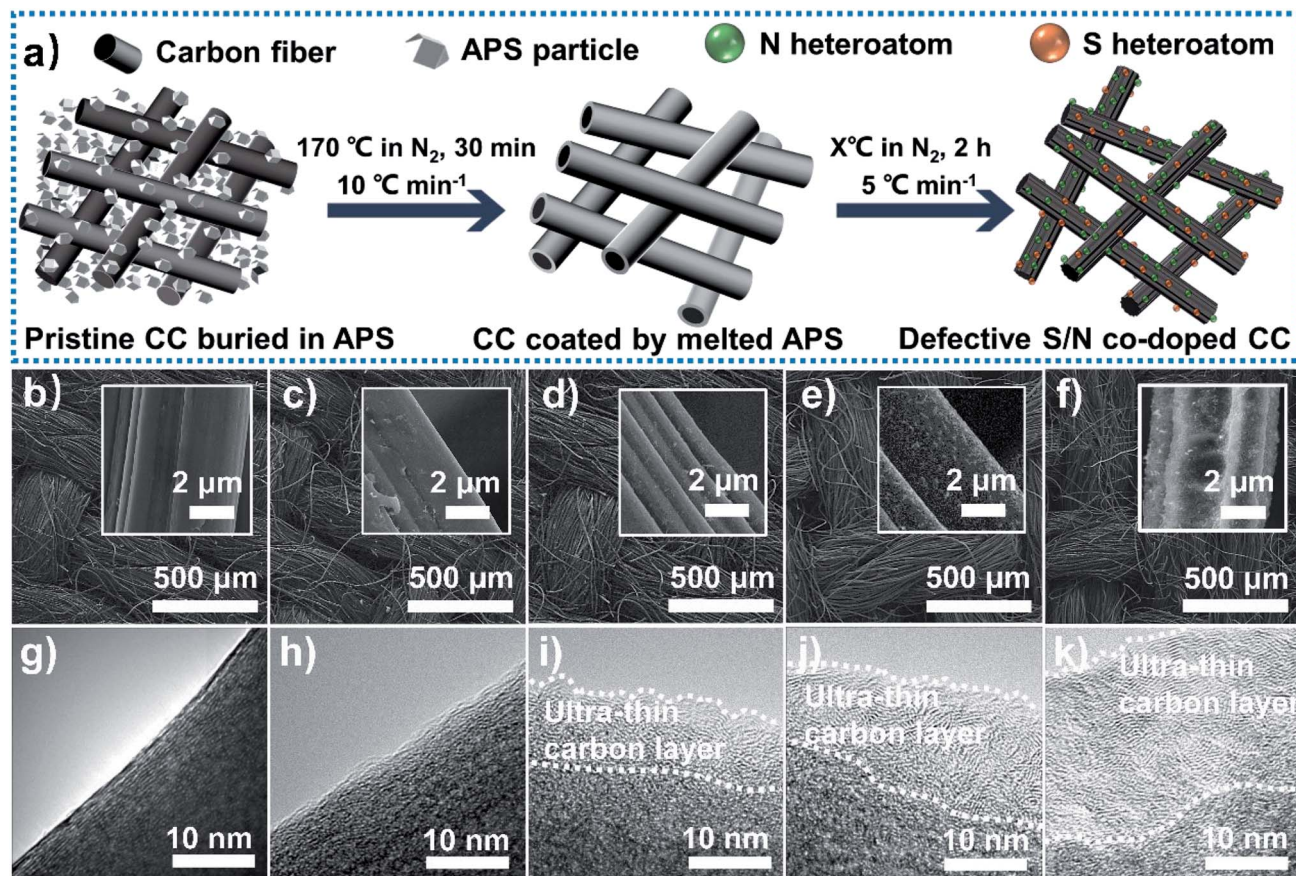 a)
Carbon fiber
APS particle
N heteroatom
S heteroatom
170 ℃ in N₂, 30 min
10 ℃ min⁻¹
X℃ in N₂, 2 h
5 ℃ min⁻¹
Pristine CC buried in APS
CC coated by melted APS
Defective S/N co-doped CC
b)
2 μm
500 μm
c)
2 μm
500 μm
d)
2 μm
500 μm
e)
2 μm
500 μm
f)
2 μm
500 μm
g)
10 nm
h)
10 nm
i)
Ultra-thin
carbon layer
10 nm
j)
Ultra-thin
carbon layer
10 nm
k)
Ultra-thin
carbon layer
10 nm